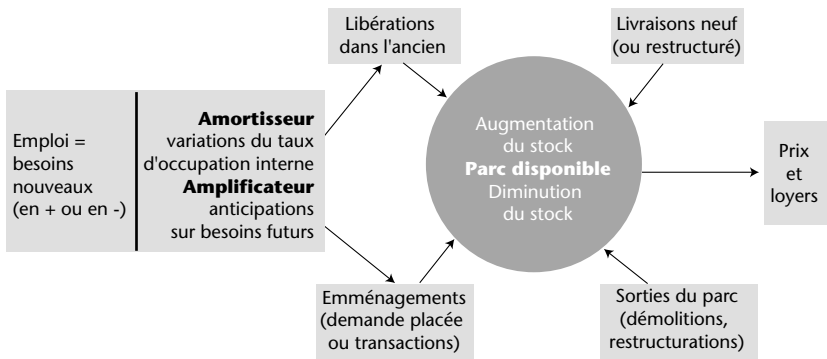 Libérations
dans l'ancien
Livraisons neuf
(ou restructuré)
Emploi =
besoins
nouveaux
(en + ou en -)
Amortisseur
variations du taux
d'occupation interne
Amplificateur
anticipations
sur besoins futurs
Augmentation
du stock
Parc disponible
Diminution
du stock
Prix
et
loyers
Emménagements
(demande placée
ou transactions)
Sorties du parc
(démolitions,
restructurations)